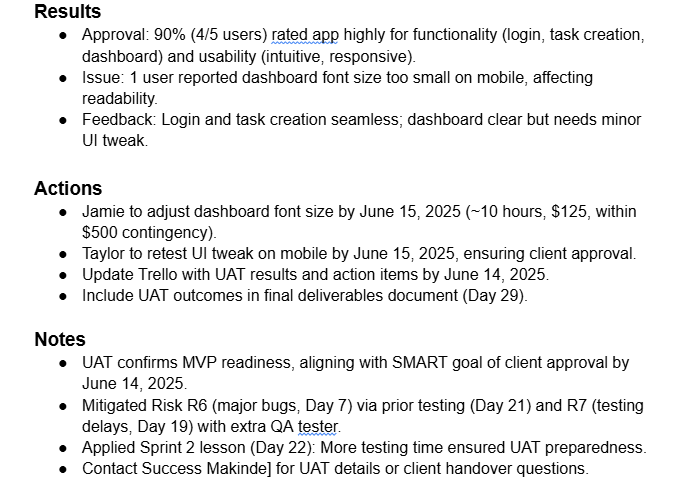 Results
● Approval: 90% (4/5 users) rated app highly for functionality (login, task creation,
dashboard) and usability (intuitive, responsive).
● Issue: 1 user reported dashboard font size too small on mobile, affecting
readability.
● Feedback: Login and task creation seamless; dashboard clear but needs minor
UI tweak.
Actions
● Jamie to adjust dashboard font size by June 15, 2025 (~10 hours, $125, within
$500 contingency).
● Taylor to retest UI tweak on mobile by June 15, 2025, ensuring client approval.
● Update Trello with UAT results and action items by June 14, 2025.
● Include UAT outcomes in final deliverables document (Day 29).
Notes
● UAT confirms MVP readiness, aligning with SMART goal of client approval by
June 14, 2025.
● Mitigated Risk R6 (major bugs, Day 7) via prior testing (Day 21) and R7 (testing
delays, Day 19) with extra QA tester.
● Applied Sprint 2 lesson (Day 22): More testing time ensured UAT preparedness.
● Contact Success Makinde] for UAT details or client handover questions.